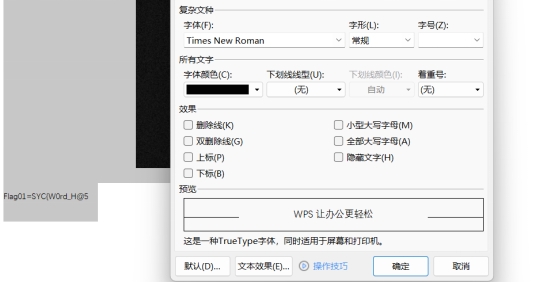 复杂文种
字体(F): 字形(L): 字号(Z):
Times New Roman 常规
所有文字
字体颜色(C): 下划线线型(U): 下划线颜色(I): 着重号:
(无) 自动 (无)
效果
删除线(K) 小型大写字母(M)
双删除线(G) 全部大写字母(A)
上标(P) 隐藏文字(H)
下标(B)
Flag01=SYC{W0rd_H@5
预览
WPS 让办公更轻松
这是一种TrueType字体，同时适用于屏幕和打印机。
默认(D)... 文本效果(E)... 操作技巧 确定 取消